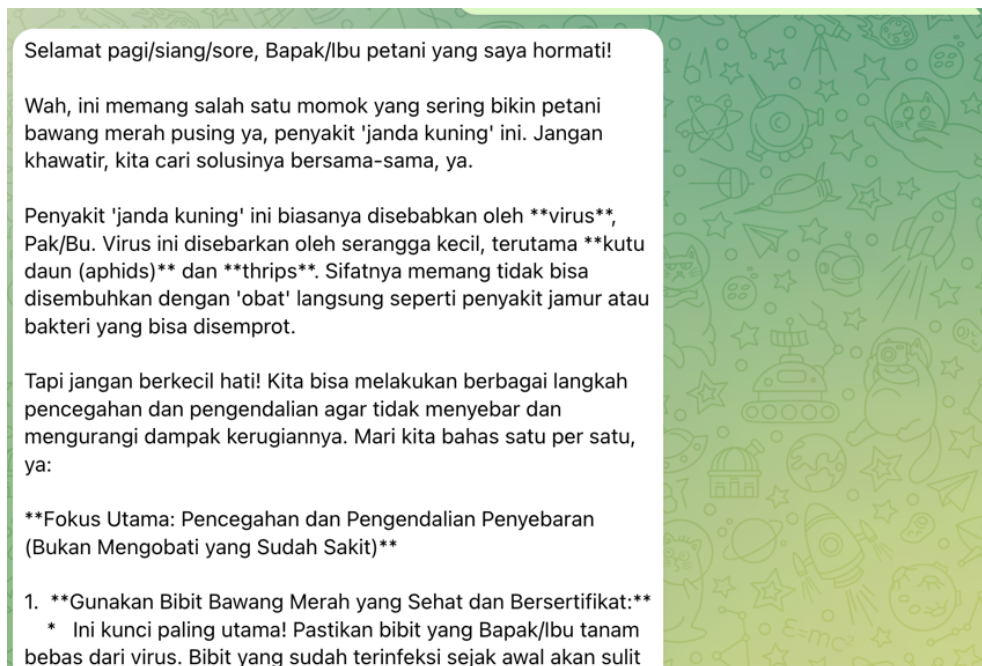 Selamat pagi/siang/sore, Bapak/Ibu petani yang saya hormati!
Wah, ini memang salah satu momok yang sering bikin petani
bawang merah pusing ya, penyakit 'janda kuning' ini. Jangan
khawatir, kita cari solusinya bersama-sama, ya.
Penyakit 'janda kuning' ini biasanya disebabkan oleh **virus**,
Pak/Bu. Virus ini disebarkan oleh serangga kecil, terutama **kutu
daun (aphids)** dan **thrips**. Sifatnya memang tidak bisa
disembuhkan dengan 'obat' langsung seperti penyakit jamur atau
bakteri yang bisa disemprot.
Tapi jangan berkecil hati! Kita bisa melakukan berbagai langkah
pencegahan dan pengendalian agar tidak menyebar dan
mengurangi dampak kerugiannya. Mari kita bahas satu per satu,
ya:
**Fokus Utama: Pencegahan dan Pengendalian Penyebaran
(Bukan Mengobati yang Sudah Sakit)**
1.  **Gunakan Bibit Bawang Merah yang Sehat dan Bersertifikat:**
*   Ini kunci paling utama! Pastikan bibit yang Bapak/Ibu tanam
bebas dari virus. Bibit yang sudah terinfeksi sejak awal akan sulit
E=mc²